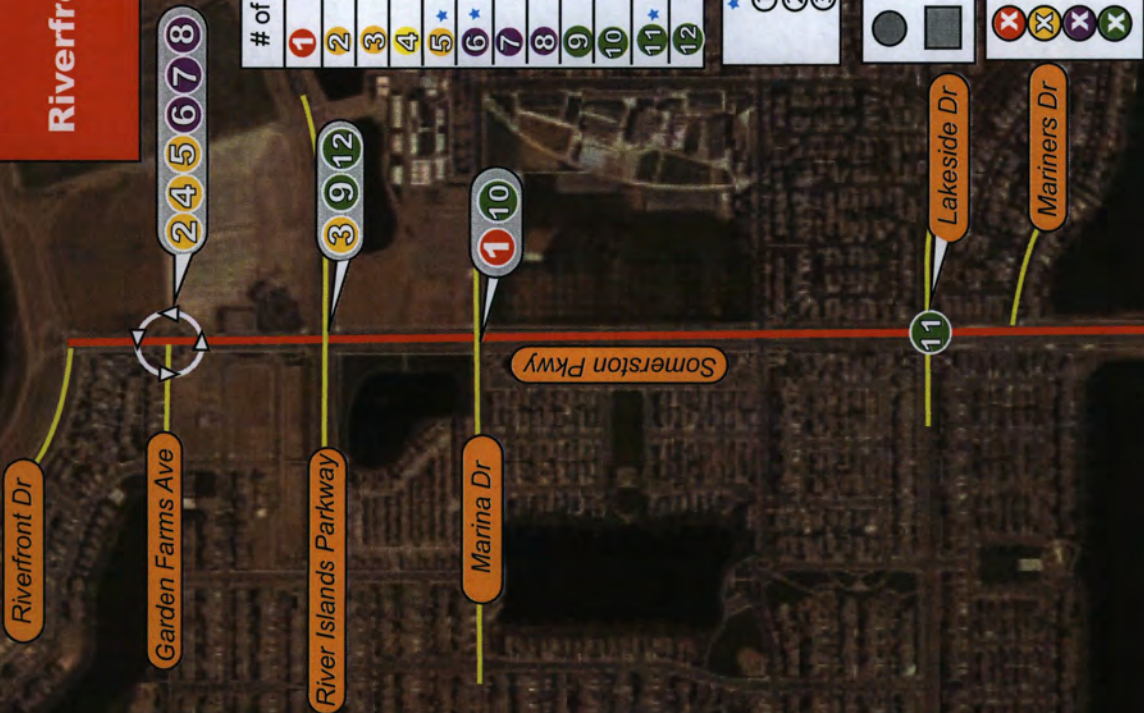 Riverfr
# of
1
2
3
4
5 *
6 *
7
8
9
10
11 *
12
*
X
X
X
X
Riverfront Dr
Garden Farms Ave
2 4 5 6 7 8
River Islands Parkway
3 9 12
Marina Dr
1 10
Somerston Pkwy
11
Lakeside Dr
Mariners Dr